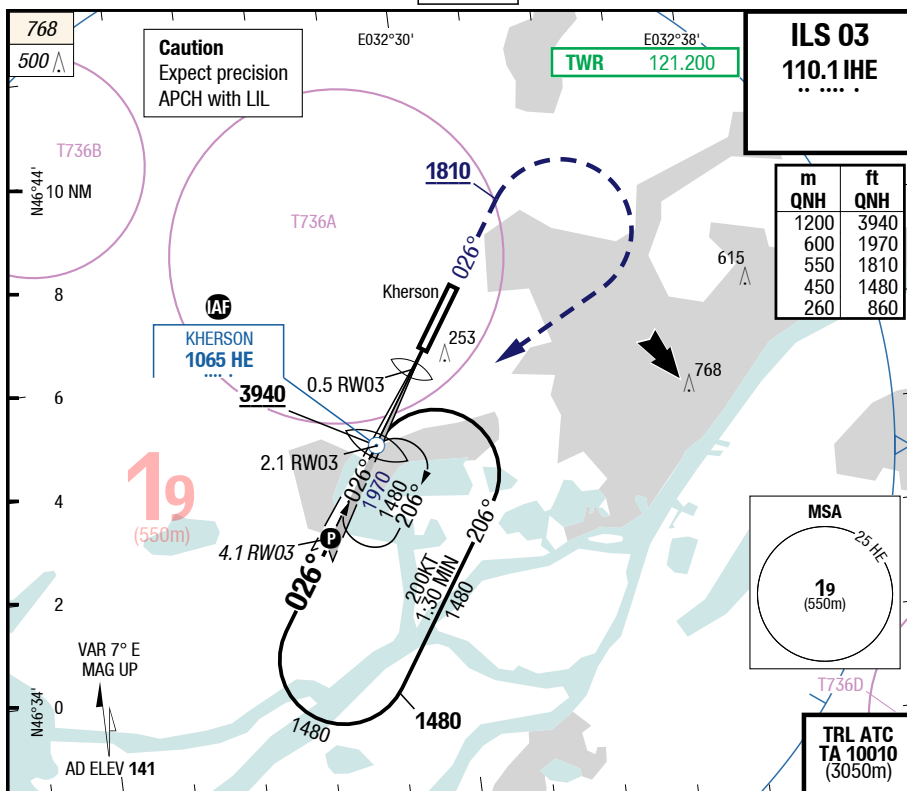 768
500
Caution
Expect precision
APCH with LIL
E032°30'
E032°38'
TWR 121.200
ILS 03
110.1 IHE
.. .... .
m ft
QNH QNH
1200 3940
600 1970
550 1810
450 1480
260 860
T736B
N46°44'
10 NM
T736A
1810
026°
615
8
IAF
Kherson
253
KHERSON
1065 HE
.... .
0.5 RW03
768
6
3940
2.1 RW03
026°
1970
1480
206°
19
(550m)
4
4.1 RW03
P
026°
206°
200KT
1:30 MIN
1480
MSA
25 HE
19
(550m)
2
VAR 7° E
MAG UP
T736D
N46°34'
0
1480
1480
AD ELEV 141
TRL ATC
TA 10010
(3050m)